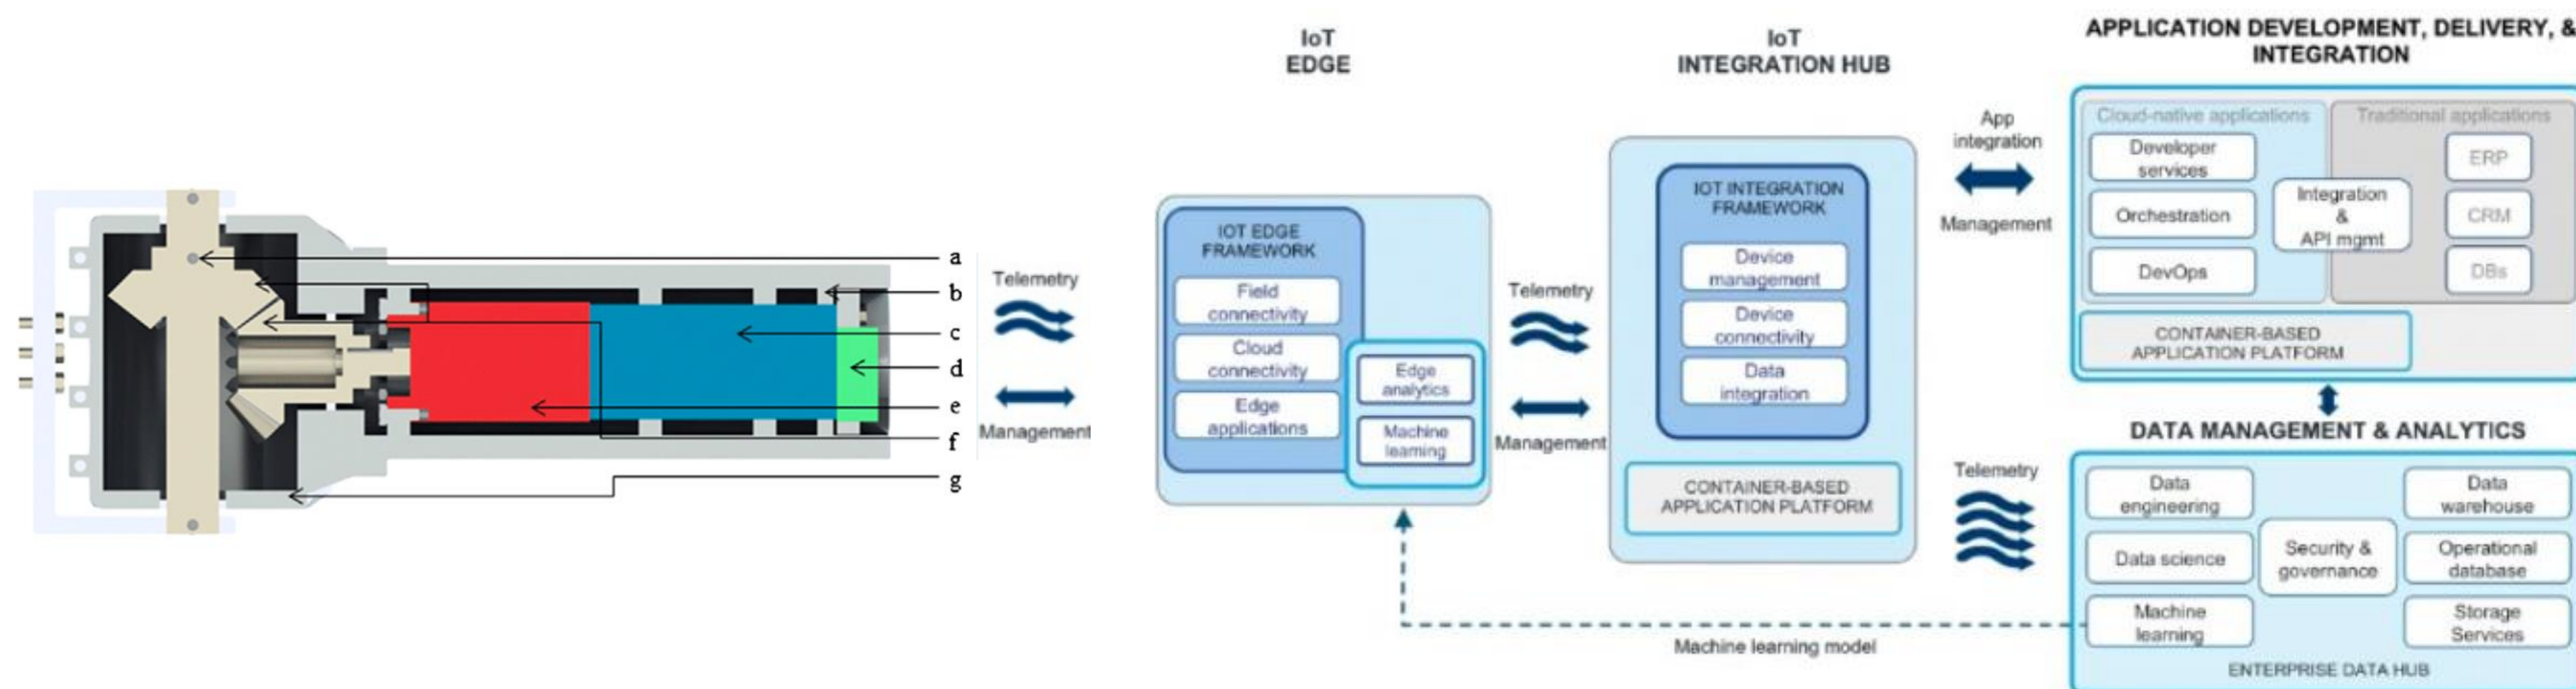 a
b
c
d
e
f
g
Telemetry
Management
IoT
EDGE
IOT EDGE
FRAMEWORK
Field
connectivity
Cloud
connectivity
Edge
applications
Edge
analytics
Machine
learning
Telemetry
Management
IoT
INTEGRATION HUB
IOT INTEGRATION
FRAMEWORK
Device
management
Device
connectivity
Data
integration
CONTAINER-BASED
APPLICATION PLATFORM
App
integration
Management
Telemetry
APPLICATION DEVELOPMENT, DELIVERY, &
INTEGRATION
Cloud-native applications
Developer
services
Orchestration
DevOps
Integration
&
API mgmt
Traditional applications
ERP
CRM
DBs
CONTAINER-BASED
APPLICATION PLATFORM
DATA MANAGEMENT & ANALYTICS
Data
engineering
Data science
Machine
learning
Security &
governance
Data
warehouse
Operational
database
Storage
Services
ENTERPRISE DATA HUB
Machine learning model